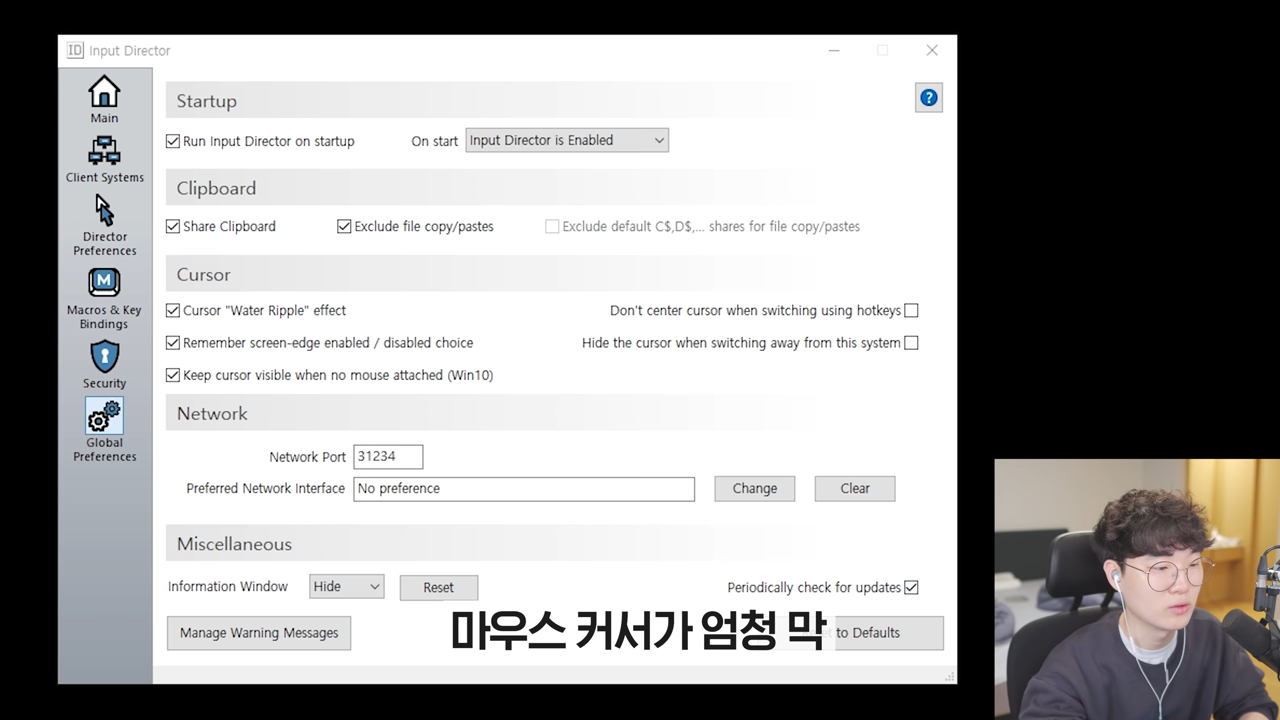 ID Input Director
Main
Client Systems
Director
Preferences
M
Macros & Key
Bindings
Security
Global
Preferences
Startup
?
Run Input Director on startup
On start
Input Director is Enabled
Clipboard
Share Clipboard
Exclude file copy/pastes
Exclude default C$,D$,... shares for file copy/pastes
Cursor
Cursor "Water Ripple" effect
Don't center cursor when switching using hotkeys
Remember screen-edge enabled / disabled choice
Hide the cursor when switching away from this system
Keep cursor visible when no mouse attached (Win10)
Network
Network Port
31234
Preferred Network Interface
No preference
Change
Clear
Miscellaneous
Information Window
Hide
Reset
Periodically check for updates
Manage Warning Messages
to Defaults
마우스 커서가 엄청 막